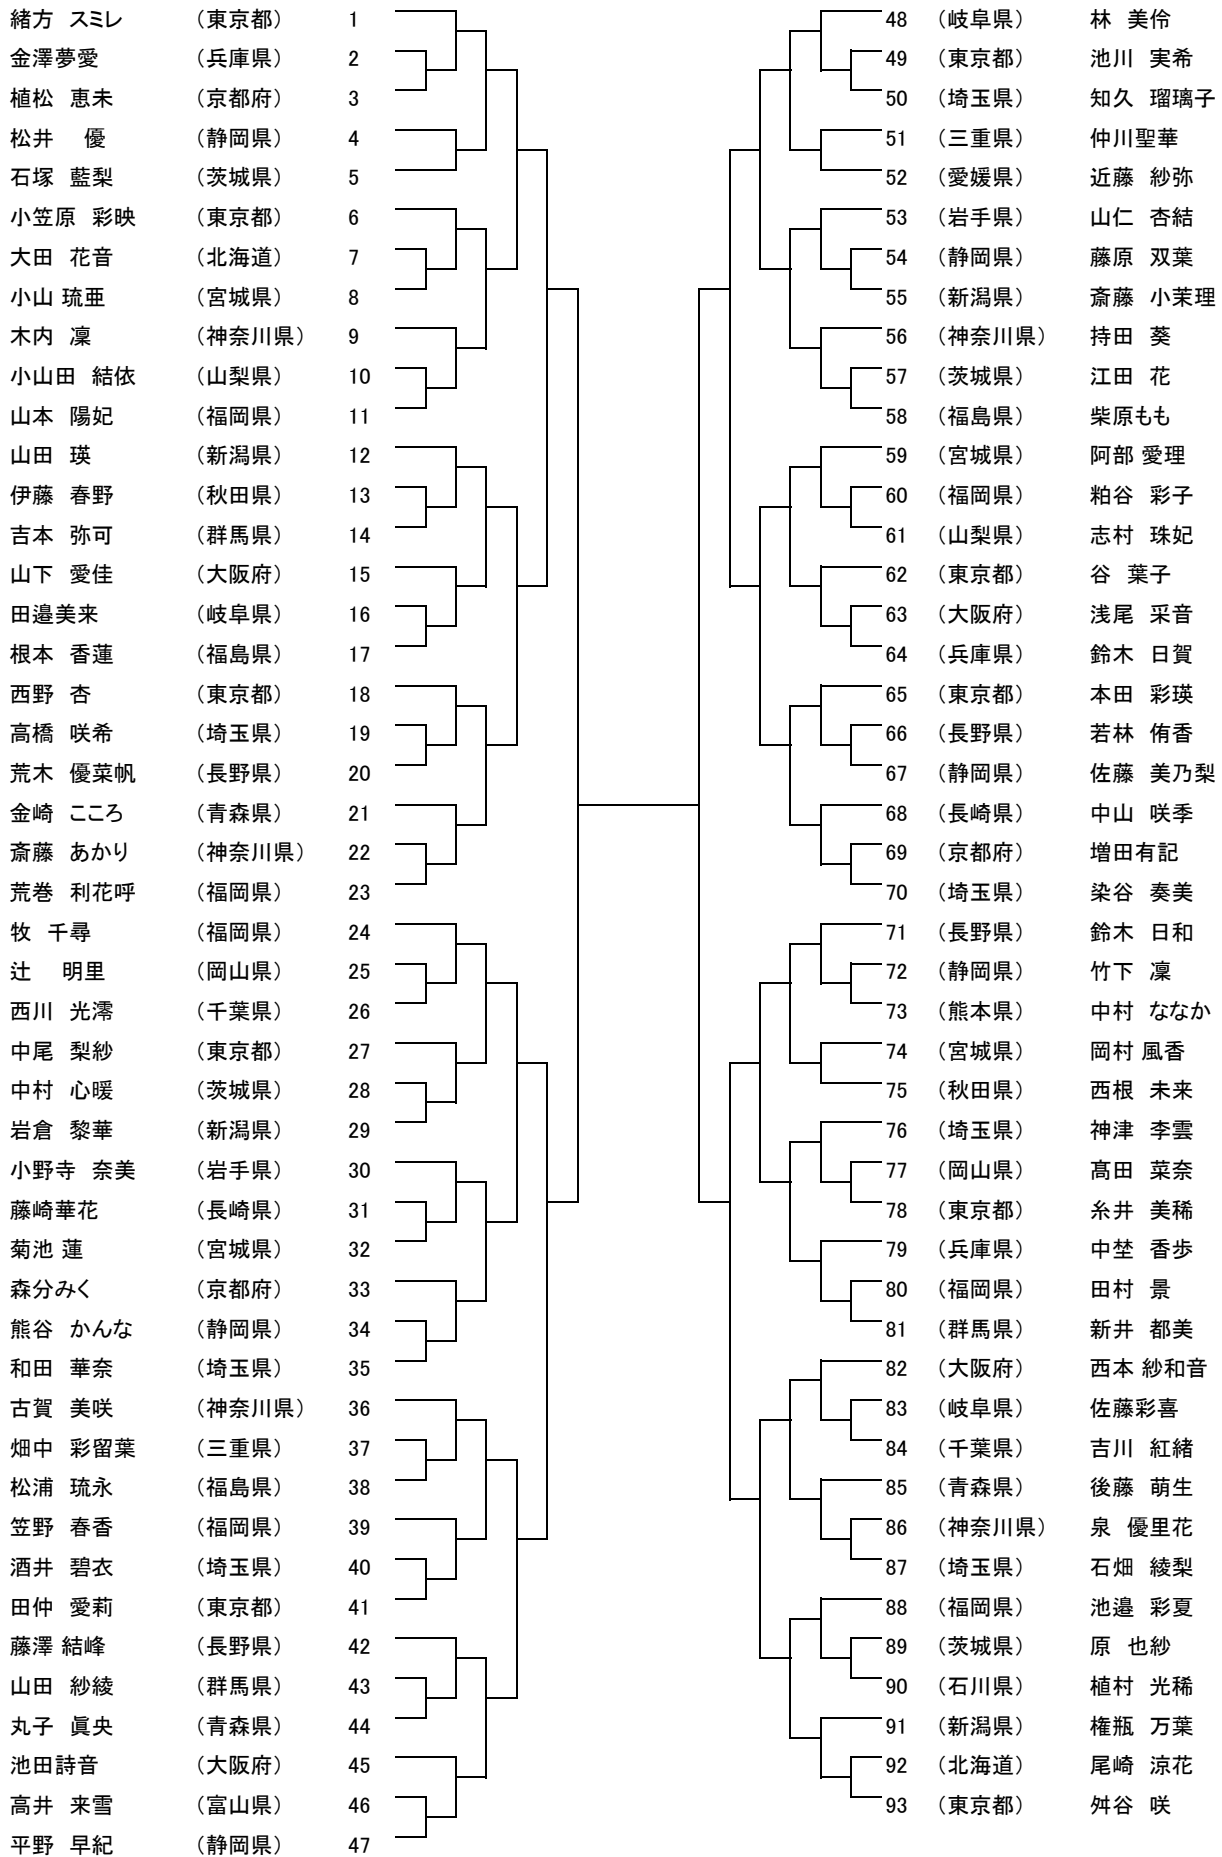 緒方 スミレ （東京都） 1
金澤夢愛 （兵庫県） 2
植松 恵未 （京都府） 3
松井 優 （静岡県） 4
石塚 藍梨 （茨城県） 5
小笠原 彩映 （東京都） 6
大田 花音 （北海道） 7
小山 琉亜 （宮城県） 8
木内 凜 （神奈川県） 9
小山田 結依 （山梨県） 10
山本 陽妃 （福岡県） 11
山田 瑛 （新潟県） 12
伊藤 春野 （秋田県） 13
吉本 弥可 （群馬県） 14
山下 愛佳 （大阪府） 15
田邉美来 （岐阜県） 16
根本 香蓮 （福島県） 17
西野 杏 （東京都） 18
高橋 咲希 （埼玉県） 19
荒木 優菜帆 （長野県） 20
金崎 こころ （青森県） 21
斎藤 あかり （神奈川県） 22
荒巻 利花呼 （福岡県） 23
牧 千尋 （福岡県） 24
辻 明里 （岡山県） 25
西川 光澪 （千葉県） 26
中尾 梨紗 （東京都） 27
中村 心暖 （茨城県） 28
岩倉 黎華 （新潟県） 29
小野寺 奈美 （岩手県） 30
藤崎華花 （長崎県） 31
菊池 蓮 （宮城県） 32
森分みく （京都府） 33
熊谷 かんな （静岡県） 34
和田 華奈 （埼玉県） 35
古賀 美咲 （神奈川県） 36
畑中 彩留葉 （三重県） 37
松浦 琉永 （福島県） 38
笠野 春香 （福岡県） 39
酒井 碧衣 （埼玉県） 40
田仲 愛莉 （東京都） 41
藤澤 結峰 （長野県） 42
山田 紗綾 （群馬県） 43
丸子 眞央 （青森県） 44
池田詩音 （大阪府） 45
高井 来雪 （富山県） 46
平野 早紀 （静岡県） 47
48 （岐阜県） 林 美伶
49 （東京都） 池川 実希
50 （埼玉県） 知久 瑠璃子
51 （三重県） 仲川聖華
52 （愛媛県） 近藤 紗弥
53 （岩手県） 山仁 杏結
54 （静岡県） 藤原 双葉
55 （新潟県） 斎藤 小茉理
56 （神奈川県） 持田 葵
57 （茨城県） 江田 花
58 （福島県） 柴原もも
59 （宮城県） 阿部 愛理
60 （福岡県） 粕谷 彩子
61 （山梨県） 志村 珠妃
62 （東京都） 谷 葉子
63 （大阪府） 浅尾 采音
64 （兵庫県） 鈴木 日賀
65 （東京都） 本田 彩瑛
66 （長野県） 若林 侑香
67 （静岡県） 佐藤 美乃梨
68 （長崎県） 中山 咲季
69 （京都府） 増田有記
70 （埼玉県） 染谷 奏美
71 （長野県） 鈴木 日和
72 （静岡県） 竹下 凜
73 （熊本県） 中村 ななか
74 （宮城県） 岡村 風香
75 （秋田県） 西根 未来
76 （埼玉県） 神津 李雲
77 （岡山県） 髙田 菜奈
78 （東京都） 糸井 美稀
79 （兵庫県） 中埜 香歩
80 （福岡県） 田村 景
81 （群馬県） 新井 都美
82 （大阪府） 西本 紗和音
83 （岐阜県） 佐藤彩喜
84 （千葉県） 吉川 紅緒
85 （青森県） 後藤 萌生
86 （神奈川県） 泉 優里花
87 （埼玉県） 石畑 綾梨
88 （福岡県） 池邉 彩夏
89 （茨城県） 原 也紗
90 （石川県） 植村 光稀
91 （新潟県） 権瓶 万葉
92 （北海道） 尾崎 涼花
93 （東京都） 舛谷 咲